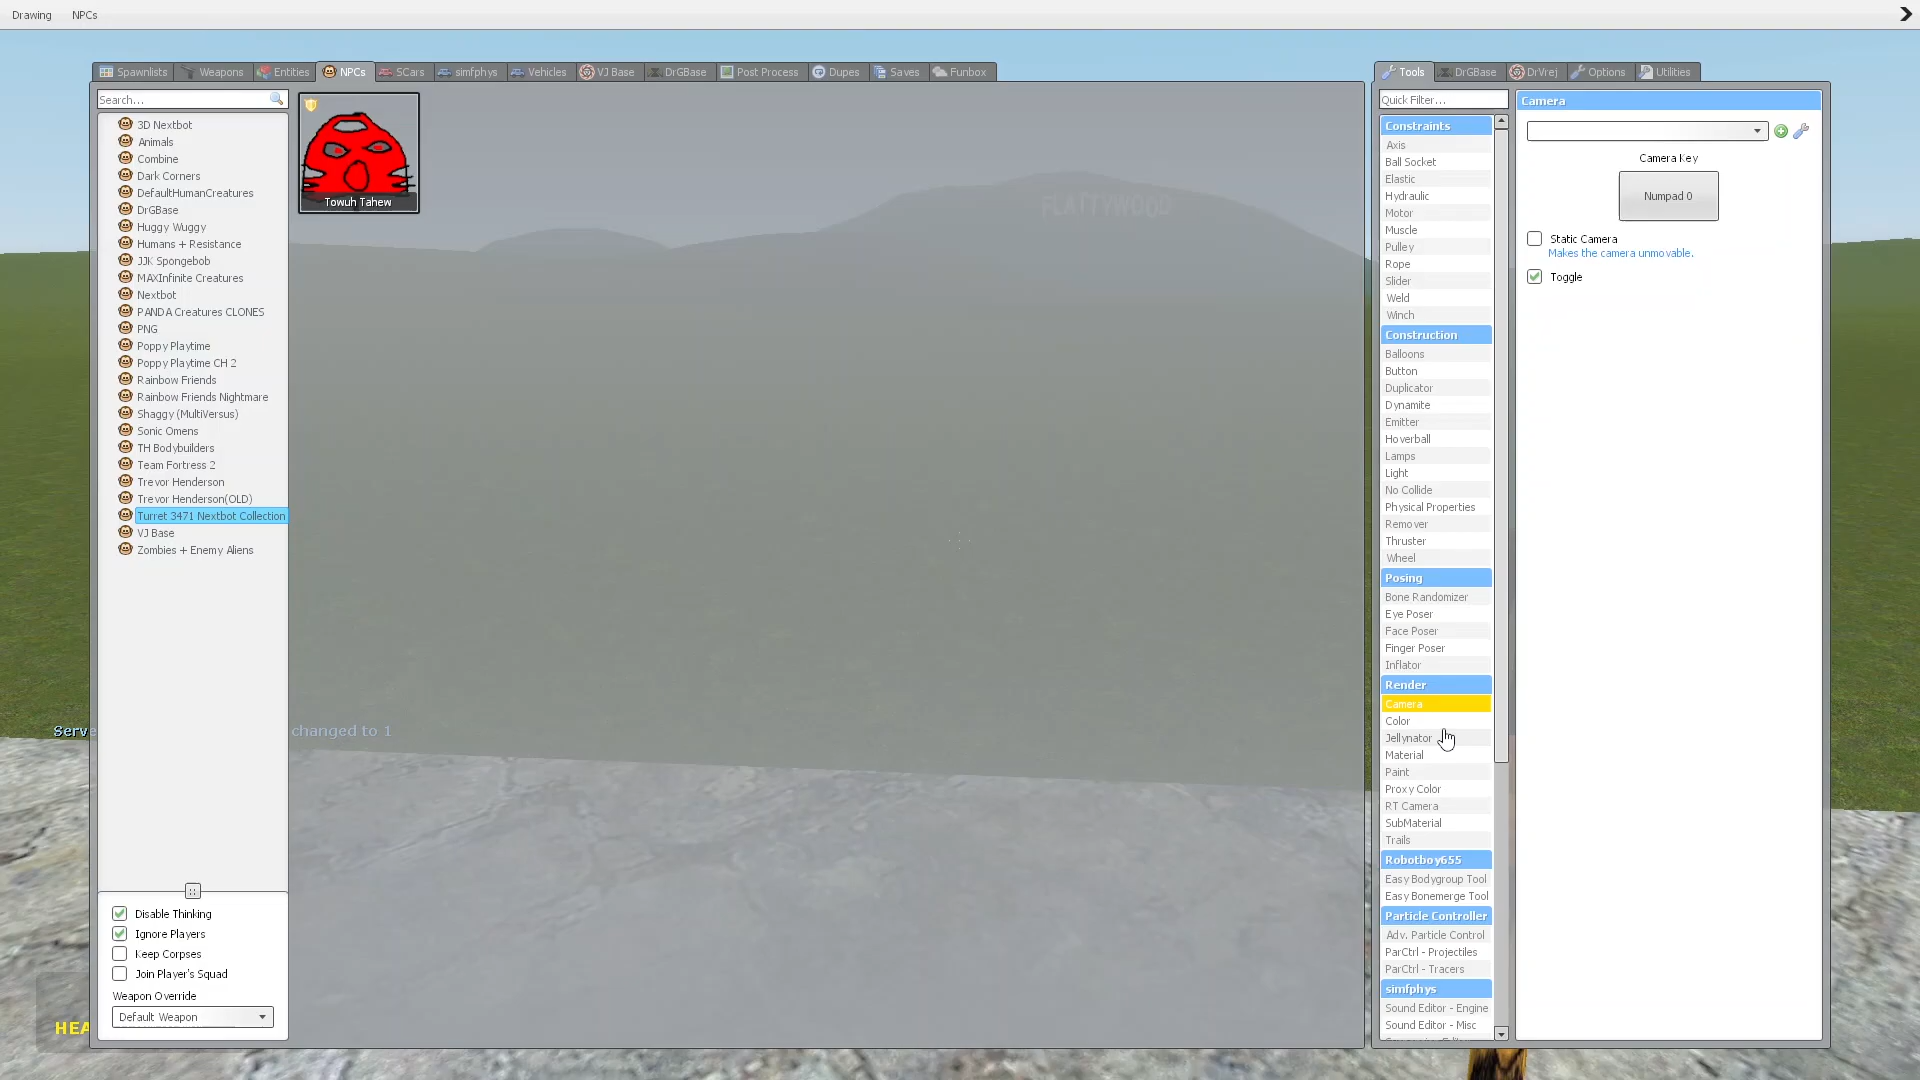 Drawing NPCs
Spawnlists Weapons Entities NPCs SCars simfphys Vehicles VJ Base DrGBase Post Process Dupes Saves Funbox
Search...
3D Nextbot
Animals
Combine
Dark Corners
DefaultHumanCreatures
DrGBase
Huggy Wuggy
Humans + Resistance
JJK Spongebob
MAXInfinite Creatures
Nextbot
PANDA Creatures CLONES
PNG
Poppy Playtime
Poppy Playtime CH 2
Rainbow Friends
Rainbow Friends Nightmare
Shaggy (MultiVersus)
Sonic Omens
TH Bodybuilders
Team Fortress 2
Trevor Henderson
Trevor Henderson(OLD)
Turret 3471 Nextbot Collection
VJ Base
Zombies + Enemy Aliens
Disable Thinking
Ignore Players
Keep Corpses
Join Player's Squad
Weapon Override
Default Weapon
Towuh Tahew
FLATTYWOOD
Serve
changed to 1
HEA
Tools DrGBase DrVrej Options Utilities
Quick Filter...
Constraints
Axis
Ball Socket
Elastic
Hydraulic
Motor
Muscle
Pulley
Rope
Slider
Weld
Winch
Construction
Balloons
Button
Duplicator
Dynamite
Emitter
Hoverball
Lamps
Light
No Collide
Physical Properties
Remover
Thruster
Wheel
Posing
Bone Randomizer
Eye Poser
Face Poser
Finger Poser
Inflator
Render
Camera
Color
Jellynator
Material
Paint
Proxy Color
RT Camera
SubMaterial
Trails
Robotboy655
Easy Bodygroup Tool
Easy Bonemerge Tool
Particle Controller
Adv. Particle Control
ParCtrl - Projectiles
ParCtrl - Tracers
simfphys
Sound Editor - Engine
Sound Editor - Misc
Camera
Camera Key
Numpad 0
Static Camera
Makes the camera unmovable.
Toggle